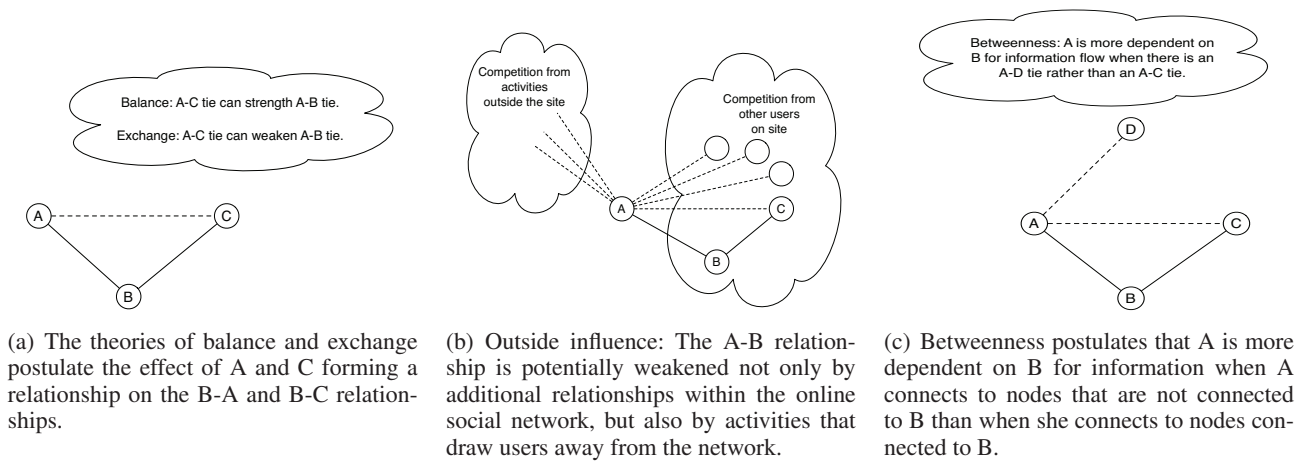 Balance: A-C tie can strength A-B tie.
Exchange: A-C tie can weaken A-B tie.
A
C
B
(a) The theories of balance and exchange
postulate the effect of A and C forming a
relationship on the B-A and B-C relation-
ships.
Competition from
activities
outside the site
Competition from
other users
on site
A
C
B
(b) Outside influence: The A-B relation-
ship is potentially weakened not only by
additional relationships within the online
social network, but also by activities that
draw users away from the network.
Betweenness: A is more dependent on
B for information flow when there is an
A-D tie rather than an A-C tie.
D
A
C
B
(c) Betweenness postulates that A is more
dependent on B for information when A
connects to nodes that are not connected
to B than when she connects to nodes con-
nected to B.